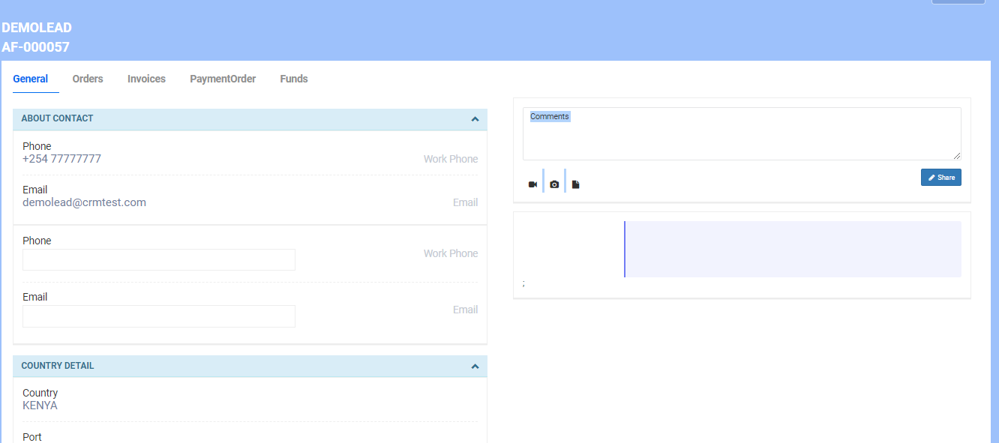 DEMOLEAD
AF-000057
General Orders Invoices PaymentOrder Funds
ABOUT CONTACT
Phone
+254 77777777 Work Phone
Email
demolead@crmtest.com Email
Phone
Work Phone
Email
Email
COUNTRY DETAIL
Country
KENYA
Port
Comments
Share
;